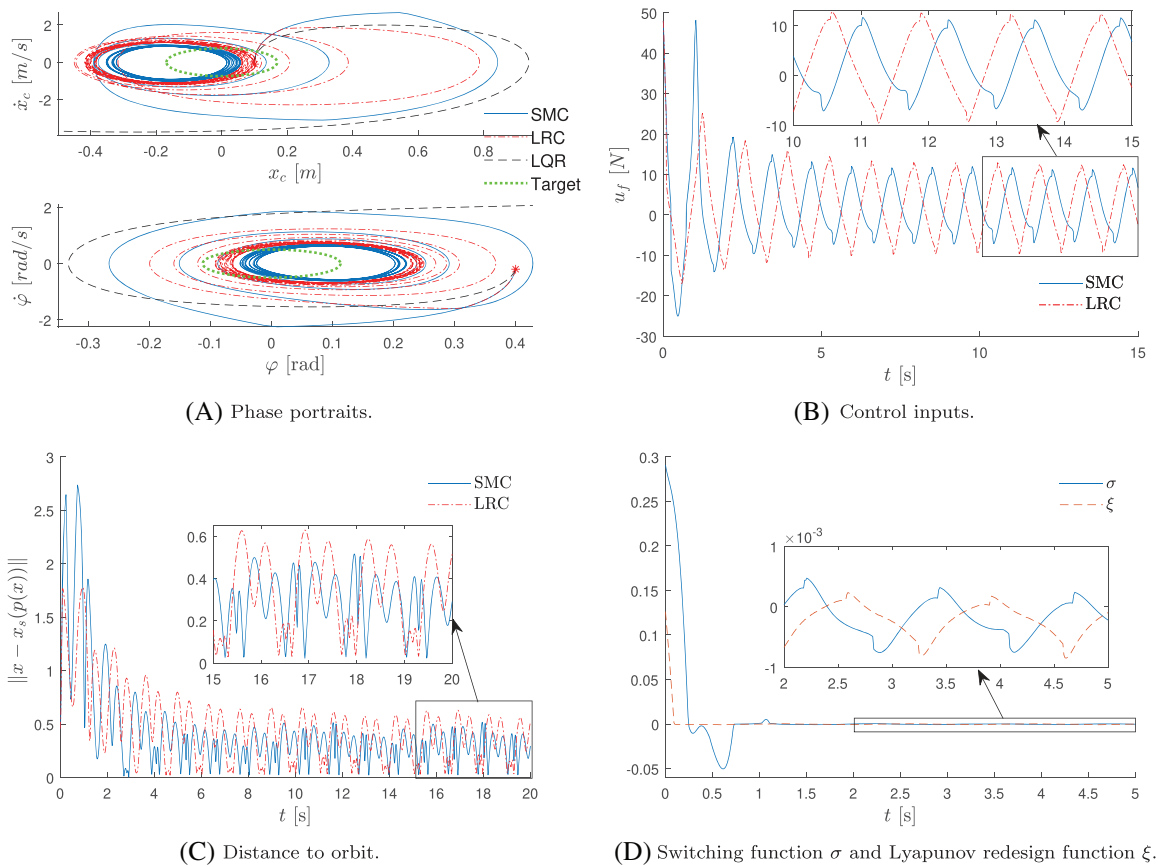 2
0
-2
ẋ_c [m/s]
-0.4 -0.2 0 0.2 0.4 0.6 0.8
x_c [m]
SMC
LRC
LQR
Target
2
0
-2
φ̇ [rad/s]
-0.3 -0.2 -0.1 0 0.1 0.2 0.3 0.4
φ [rad]
(A) Phase portraits.
50
40
30
20
10
0
-10
-20
-30
u_f [N]
10
0
-10
10 11 12 13 14 15
SMC
LRC
0 5 10 15
t [s]
(B) Control inputs.
3
2.5
2
1.5
1
0.5
0
||x − x_s(p(x))||
SMC
LRC
0.6
0.4
0.2
0
15 16 17 18 19 20
0 2 4 6 8 10 12 14 16 18 20
t [s]
(C) Distance to orbit.
0.3
0.25
0.2
0.15
0.1
0.05
0
-0.05
σ
ξ
×10⁻³
1
0
-1
2 2.5 3 3.5 4 4.5 5
0 0.5 1 1.5 2 2.5 3 3.5 4 4.5 5
t [s]
(D) Switching function σ and Lyapunov redesign function ξ.